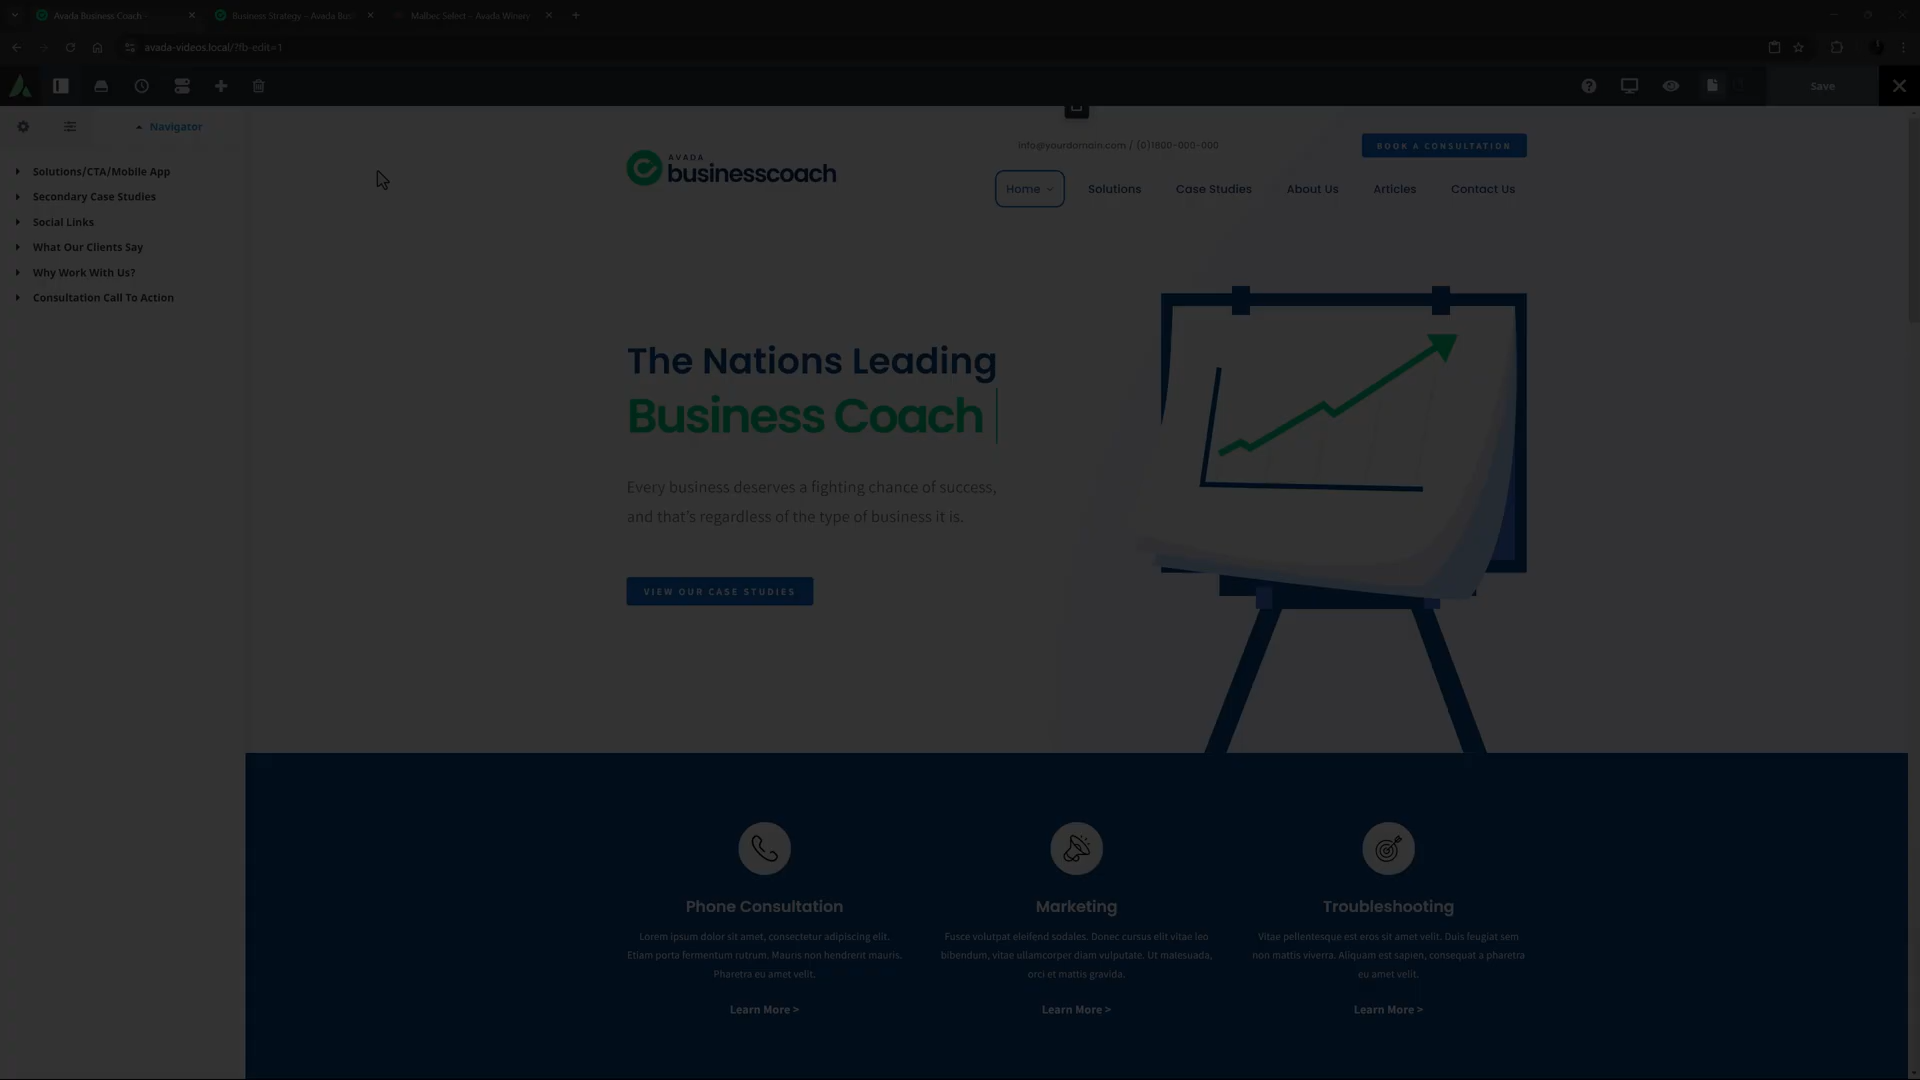 Avada Business Coach -
Business Strategy – Avada Busi
Malbec Select – Avada Winery
avada-videos.local/?fb-edit=1
Save
Navigator
Solutions/CTA/Mobile App
Secondary Case Studies
Social Links
What Our Clients Say
Why Work With Us?
Consultation Call To Action
info@yourdomain.com / (0)1800-000-000
BOOK A CONSULTATION
AVADA
businesscoach
Home
Solutions
Case Studies
About Us
Articles
Contact Us
The Nations Leading
Business Coach
Every business deserves a fighting chance of success,
and that's regardless of the type of business it is.
VIEW OUR CASE STUDIES
Phone Consultation
Lorem ipsum dolor sit amet, consectetur adipiscing elit.
Etiam porta fermentum rutrum. Mauris non hendrerit mauris.
Pharetra eu amet velit.
Learn More >
Marketing
Fusce volutpat eleifend sodales. Donec cursus elit vitae leo
bibendum, vitae ullamcorper diam vulputate. Ut malesuada,
orci et mattis gravida.
Learn More >
Troubleshooting
Vitae pellentesque est eros sit amet velit. Duis feugiat sem
non mattis viverra. Aliquam est sapien, consequat a pharetra
eu amet velit.
Learn More >